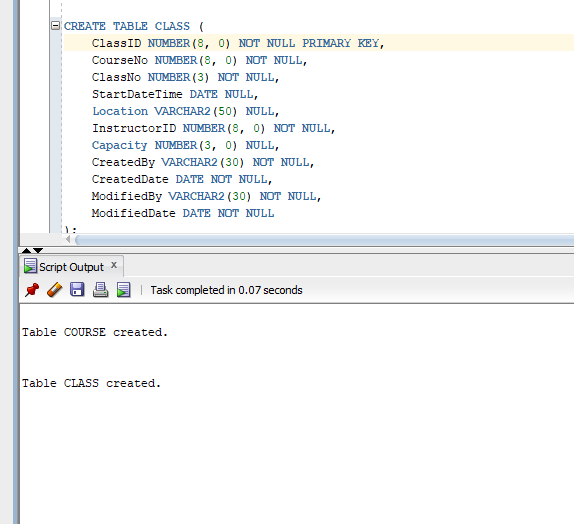 CREATE TABLE CLASS (
ClassID NUMBER(8, 0) NOT NULL PRIMARY KEY,
CourseNo NUMBER(8, 0) NOT NULL,
ClassNo NUMBER(3) NOT NULL,
StartDateTime DATE NULL,
Location VARCHAR2(50) NULL,
InstructorID NUMBER(8, 0) NOT NULL,
Capacity NUMBER(3, 0) NULL,
CreatedBy VARCHAR2(30) NOT NULL,
CreatedDate DATE NOT NULL,
ModifiedBy VARCHAR2(30) NOT NULL,
ModifiedDate DATE NOT NULL
);
Script Output x
Task completed in 0.07 seconds
Table COURSE created.
Table CLASS created.